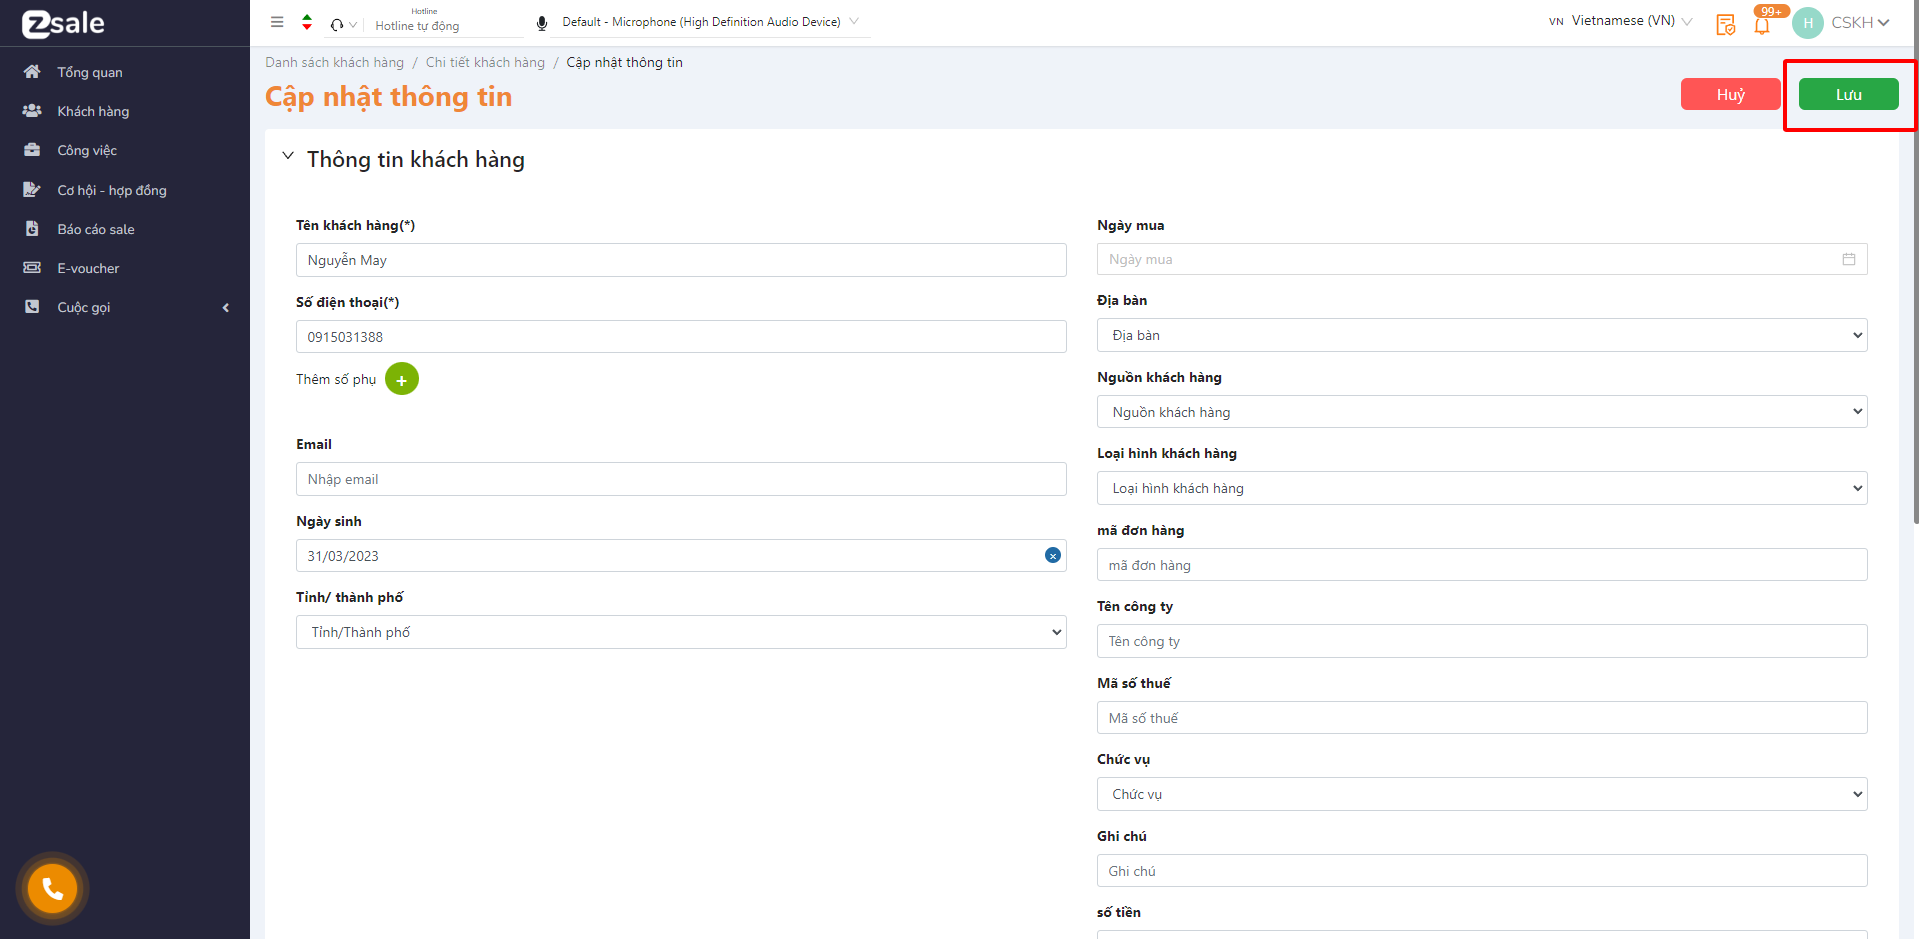 zsale
Tổng quan
Khách hàng
Công việc
Cơ hội - hợp đồng
Báo cáo sale
E-voucher
Cuộc gọi
Hotline
Hotline tự động
Default - Microphone (High Definition Audio Device)
VN Vietnamese (VN)
99+
H
CSKH
Danh sách khách hàng / Chi tiết khách hàng / Cập nhật thông tin
Cập nhật thông tin
Huỷ
Lưu
Thông tin khách hàng
Tên khách hàng(*)
Nguyễn May
Số điện thoại(*)
0915031388
Thêm số phụ +
Email
Nhập email
Ngày sinh
31/03/2023
Tỉnh/ thành phố
Tỉnh/Thành phố
Ngày mua
Ngày mua
Địa bàn
Địa bàn
Nguồn khách hàng
Nguồn khách hàng
Loại hình khách hàng
Loại hình khách hàng
mã đơn hàng
mã đơn hàng
Tên công ty
Tên công ty
Mã số thuế
Mã số thuế
Chức vụ
Chức vụ
Ghi chú
Ghi chú
số tiền